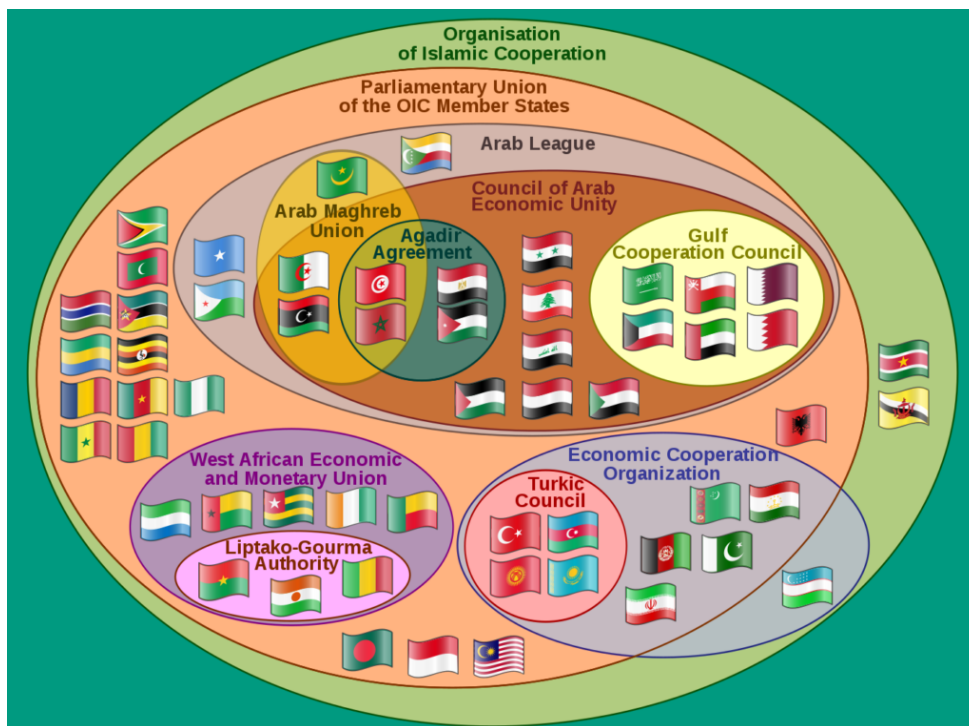 Organisation
of Islamic Cooperation
Parliamentary Union
of the OIC Member States
Arab League
Council of Arab
Economic Unity
Arab Maghreb
Union
Agadir
Agreement
Gulf
Cooperation Council
West African Economic
and Monetary Union
Liptako-Gourma
Authority
Economic Cooperation
Organization
Turkic
Council